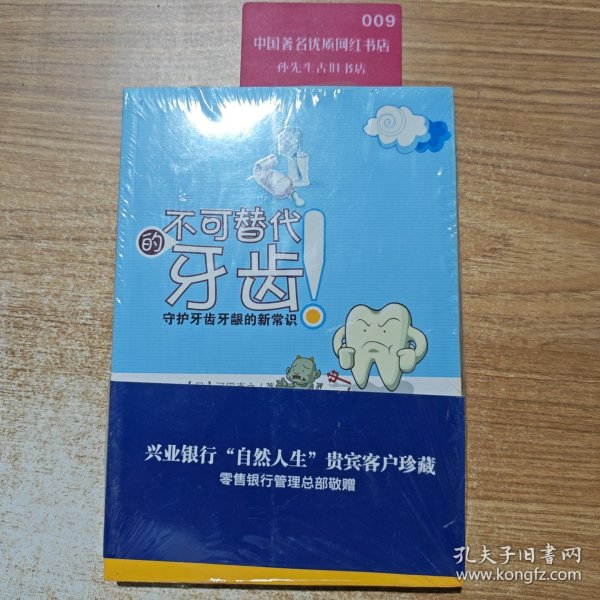 009
中国著名优质网红书店
孙先生古旧书店
不可替代
的
牙齿!
守护牙齿牙龈的新常识
兴业银行“自然人生”贵宾客户珍藏
零售银行管理总部敬赠
孔夫子旧书网
www.kongfz.com